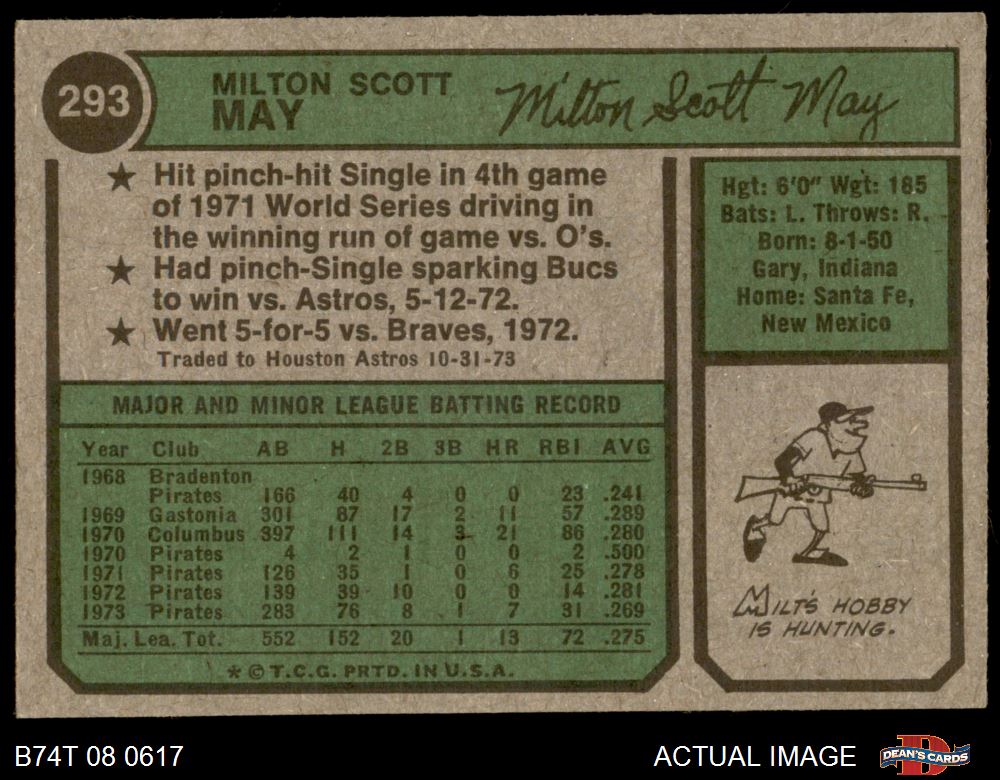 293
MILTON SCOTT
MAY
Milton Scott May
★ Hit pinch-hit Single in 4th game
of 1971 World Series driving in
the winning run of game vs. O's.
★ Had pinch-Single sparking Bucs
to win vs. Astros, 5-12-72.
★ Went 5-for-5 vs. Braves, 1972.
Traded to Houston Astros 10-31-73
Hgt: 6'0" Wgt: 185
Bats: L. Throws: R.
Born: 8-1-50
Gary, Indiana
Home: Santa Fe,
New Mexico
MAJOR AND MINOR LEAGUE BATTING RECORD
Year Club AB H 2B 3B HR RBI AVG
1968 Bradenton
Pirates 166 40 4 0 0 23 .241
1969 Gastonia 301 87 17 2 11 57 .289
1970 Columbus 397 111 14 3 21 86 .280
1970 Pirates 4 2 1 0 0 2 .500
1971 Pirates 126 35 1 0 6 25 .278
1972 Pirates 139 39 10 0 0 14 .281
1973 Pirates 283 76 8 1 7 31 .269
Maj. Lea. Tot. 552 152 20 1 13 72 .275
* © T.C.G. PRTD. IN U.S.A.
MILT'S HOBBY
IS HUNTING.
B74T 08 0617
ACTUAL IMAGE
DEAN'S CARDS